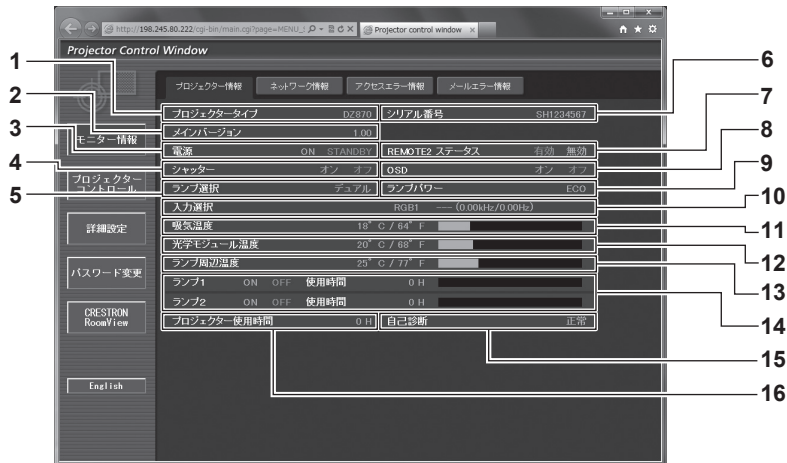 http://198.245.80.222/cgi-bin/main.cgi?page=MENU_
Projector control window
Projector Control Window
プロジェクター情報 ネットワーク情報 アクセスエラー情報 メールエラー情報
プロジェクタータイプ DZ870 シリアル番号 SH1234567
メインバージョン 1.00
電源 ON STANDBY REMOTE2 ステータス 有効 無効
シャッター オン オフ OSD オン オフ
ランプ選択 デュアル ランプパワー ECO
入力選択 RGB1 --- (0.00kHz/0.00Hz)
吸気温度 18° C / 64° F
光学モジュール温度 20° C / 68° F
ランプ周辺温度 25° C / 77° F
ランプ1 ON OFF 使用時間 0 H
ランプ2 ON OFF 使用時間 0 H
プロジェクター使用時間 0 H 自己診断 正常
モニター情報
プロジェクター
コントロール
詳細設定
パスワード変更
CRESTRON
RoomView
English
1
2
3
4
5
6
7
8
9
10
11
12
13
14
15
16